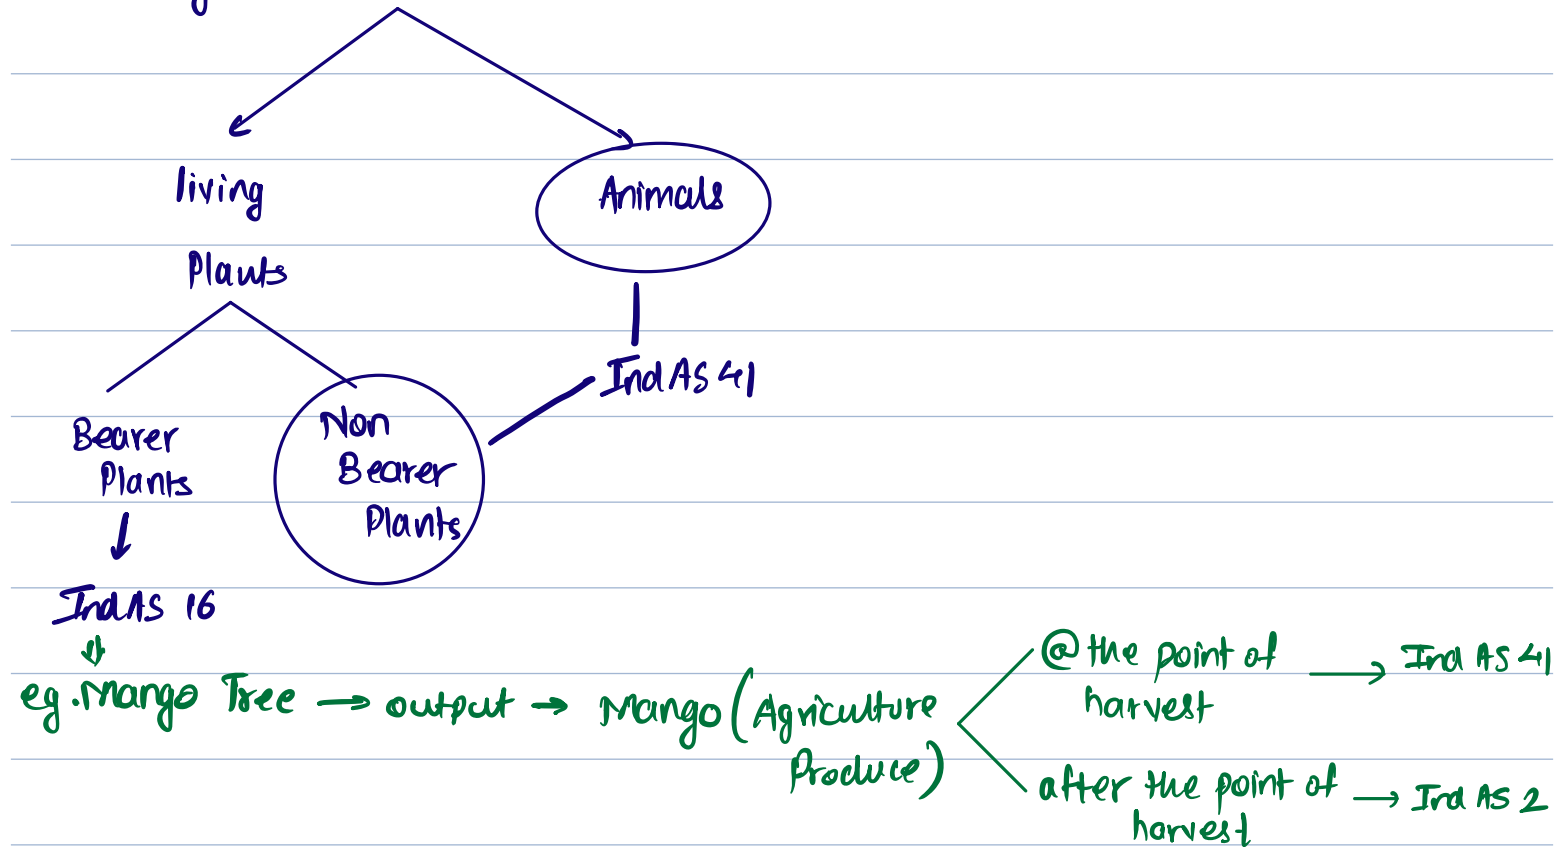 living
Plants
Animals
Ind AS 41
Bearer
Plants
Non
Bearer
Plants
Ind AS 16
eg. Mango Tree → output → Mango (Agriculture
Produce)
@ the point of
harvest
→ Ind AS 41
after the point of
harvest
→ Ind AS 2